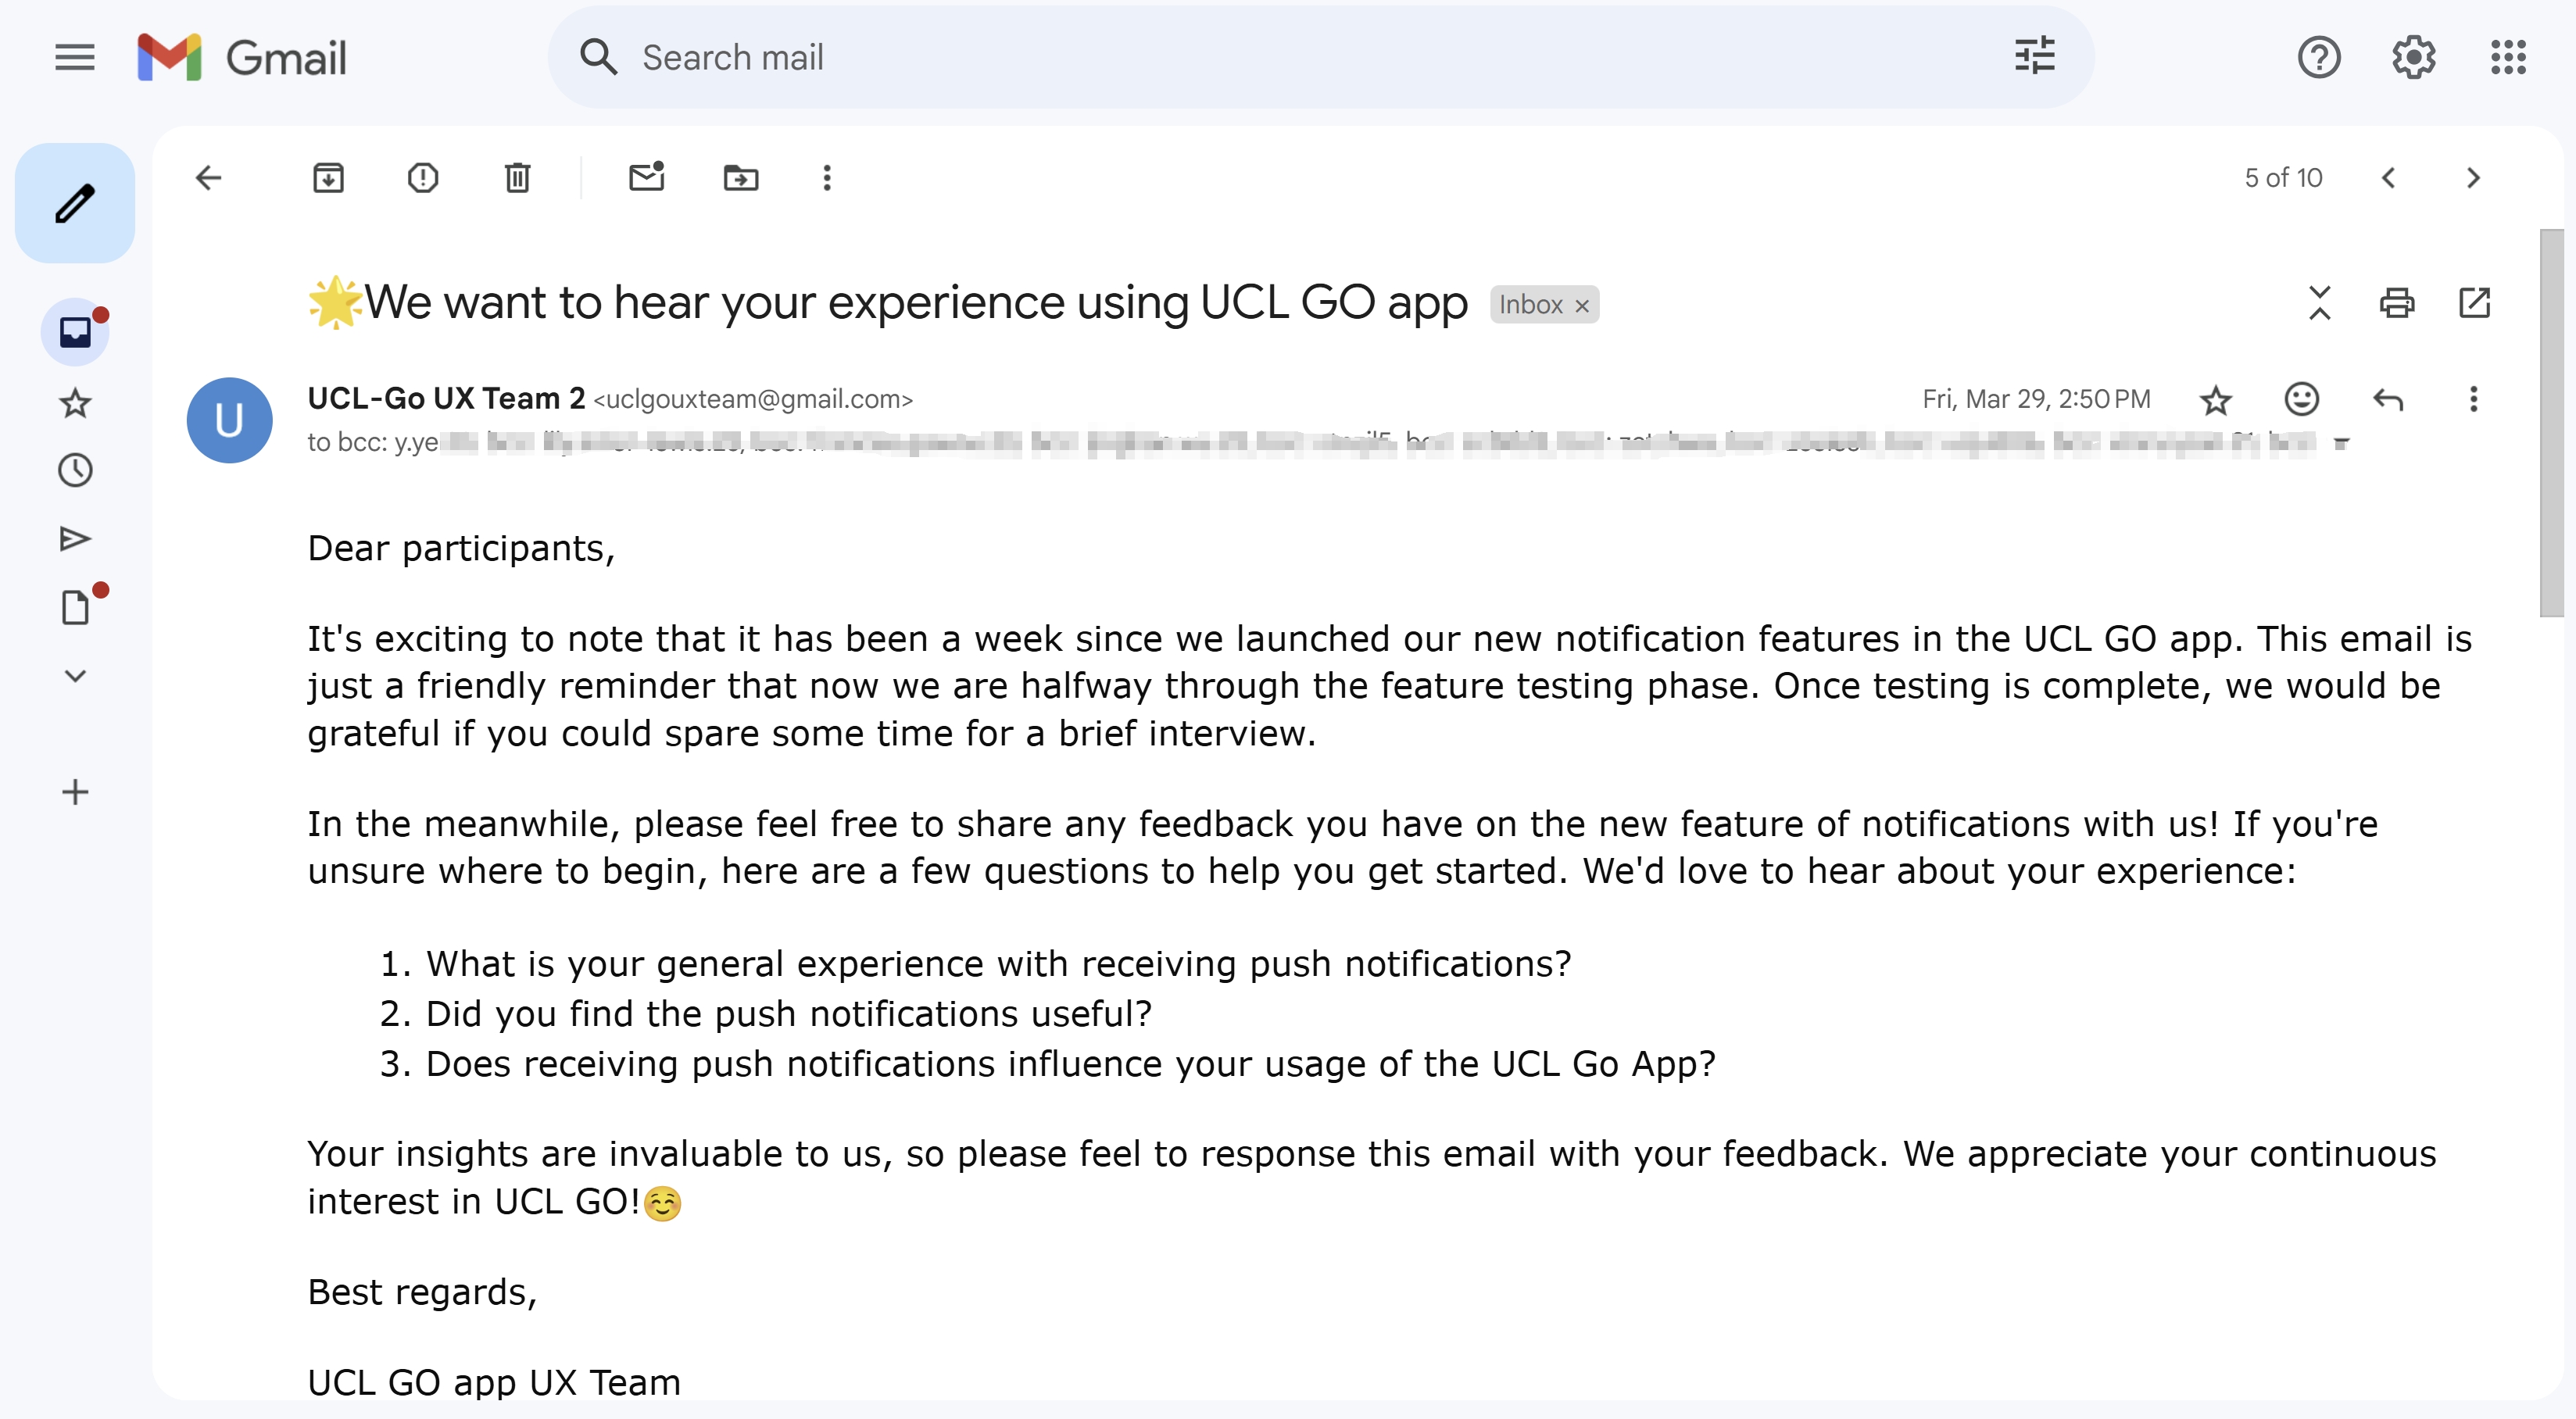 Gmail
Search mail
5 of 10
🌟We want to hear your experience using UCL GO app Inbox ×
UCL-Go UX Team 2 <uclgouxteam@gmail.com> Fri, Mar 29, 2:50 PM
to bcc:
Dear participants,
It's exciting to note that it has been a week since we launched our new notification features in the UCL GO app. This email is
just a friendly reminder that now we are halfway through the feature testing phase. Once testing is complete, we would be
grateful if you could spare some time for a brief interview.
In the meanwhile, please feel free to share any feedback you have on the new feature of notifications with us! If you're
unsure where to begin, here are a few questions to help you get started. We'd love to hear about your experience:
1. What is your general experience with receiving push notifications?
2. Did you find the push notifications useful?
3. Does receiving push notifications influence your usage of the UCL Go App?
Your insights are invaluable to us, so please feel to response this email with your feedback. We appreciate your continuous
interest in UCL GO!☺️
Best regards,
UCL GO app UX Team
U